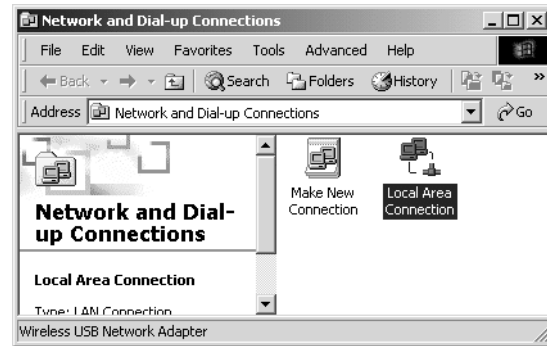 Network and Dial-up Connections
File Edit View Favorites Tools Advanced Help
Back Search Folders History »
Address Network and Dial-up Connections Go
Make New Connection
Local Area Connection
Network and Dial-up Connections
Local Area Connection
Type: LAN Connection
Wireless USB Network Adapter